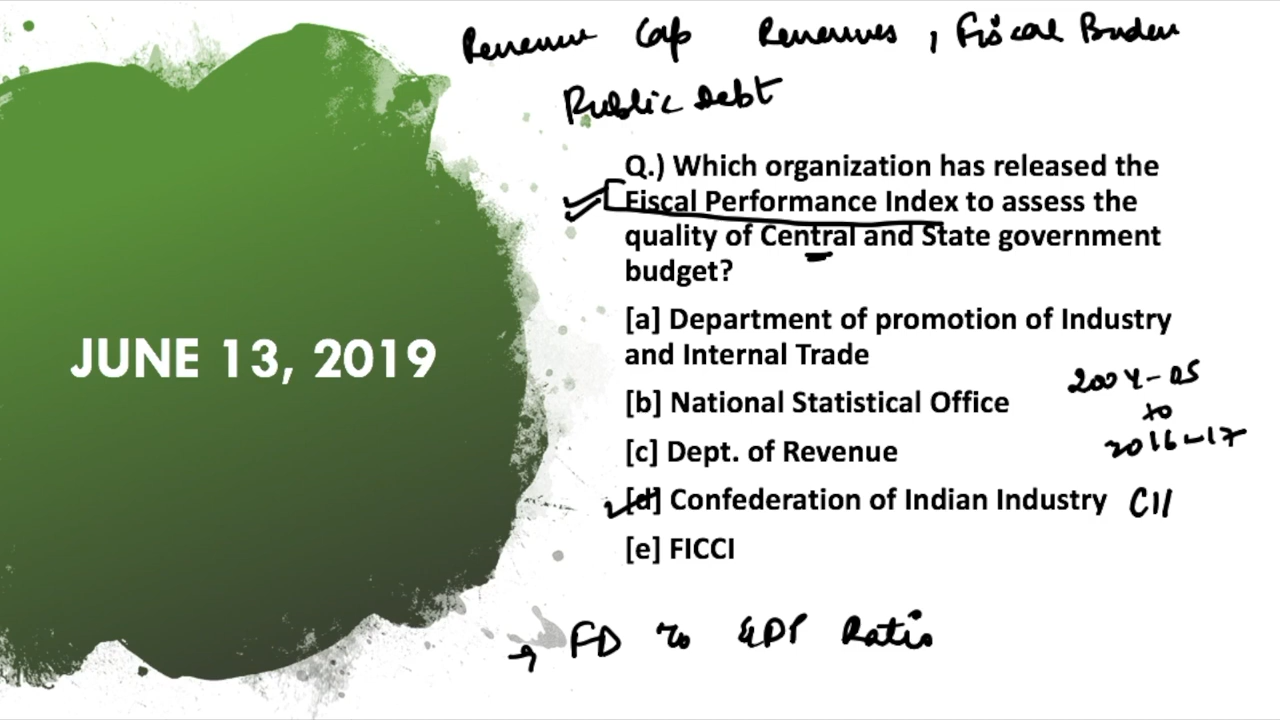 Revenue Cap Revenues, Fiscal Burden
Public Debt
Q.) Which organization has released the
Fiscal Performance Index to assess the
quality of Central and State government
budget?
[a] Department of promotion of Industry
and Internal Trade
[b] National Statistical Office
[c] Dept. of Revenue
[d] Confederation of Indian Industry CII
[e] FICCI
2004-05
to
2016-17
JUNE 13, 2019
→ FD to GDP Ratio